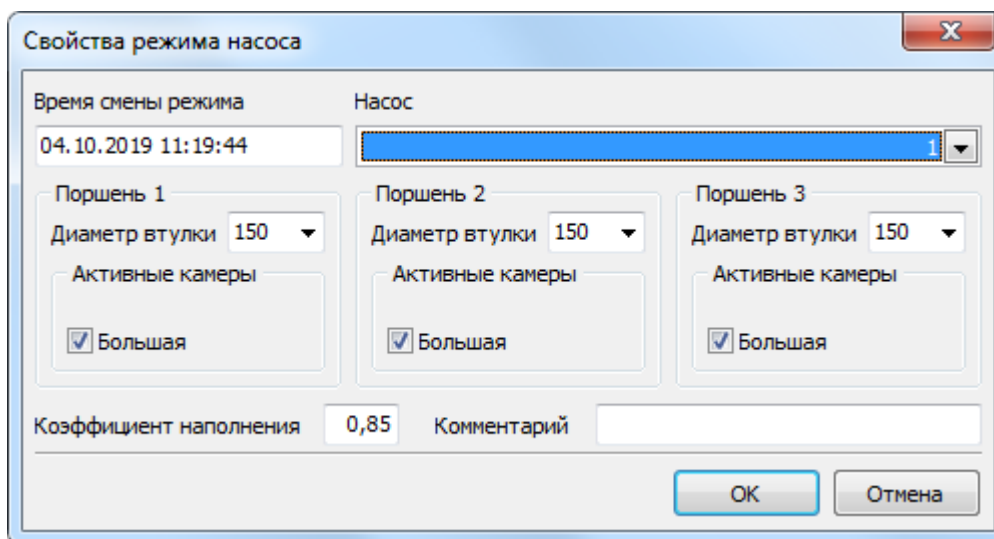 Свойства режима насоса
Время смены режима Насос
04.10.2019 11:19:44 1
Поршень 1 Поршень 2 Поршень 3
Диаметр втулки 150 Диаметр втулки 150 Диаметр втулки 150
Активные камеры Активные камеры Активные камеры
Большая Большая Большая
Коэффициент наполнения 0,85 Комментарий
OK Отмена